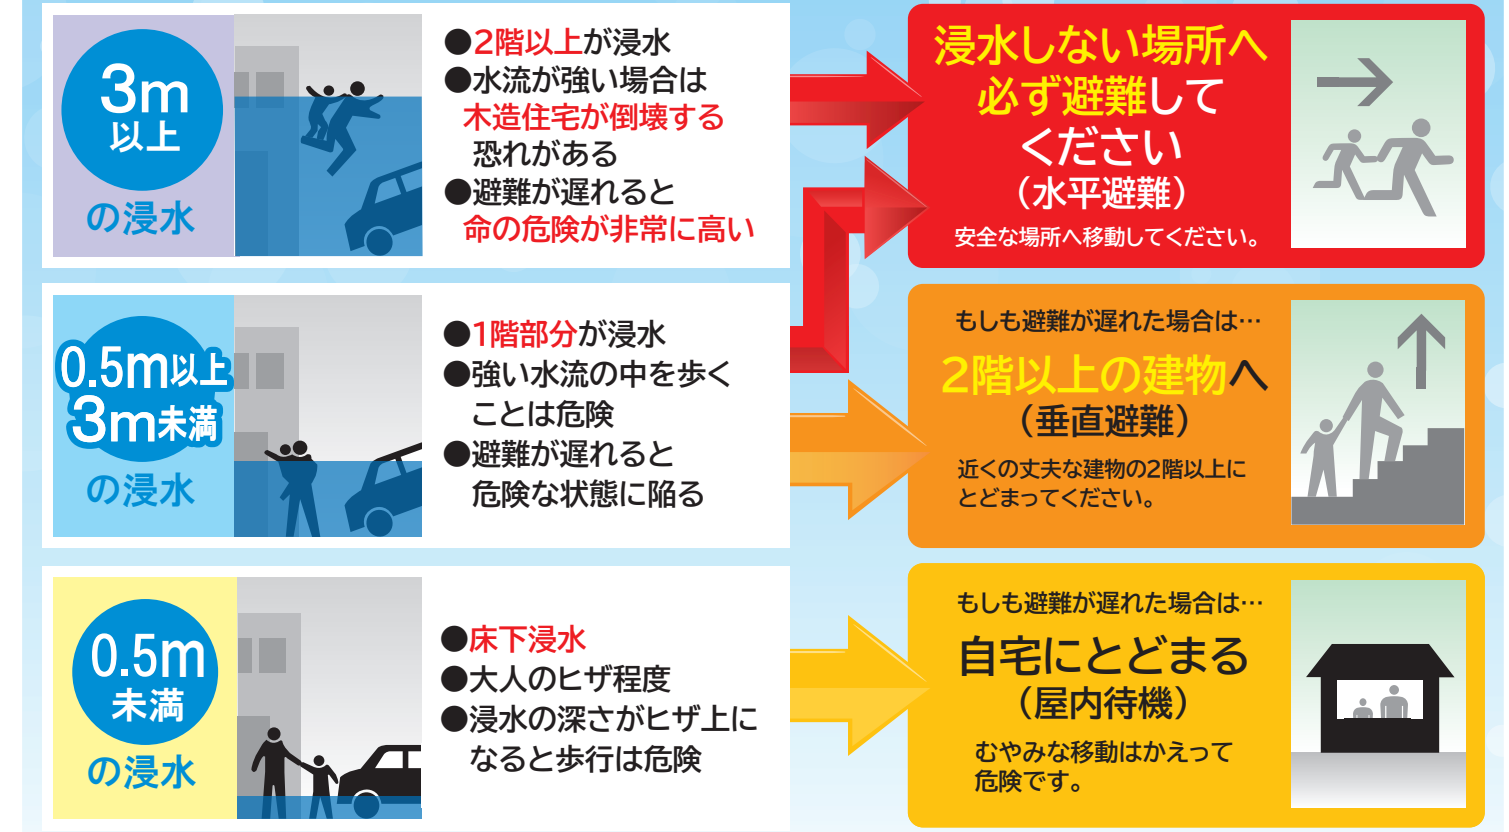 3m
以上
の浸水
●2階以上が浸水
●水流が強い場合は
木造住宅が倒壊する
恐れがある
●避難が遅れると
命の危険が非常に高い
浸水しない場所へ
必ず避難して
ください
（水平避難）
安全な場所へ移動してください。
0.5m以上
3m未満
の浸水
●1階部分が浸水
●強い水流の中を歩く
ことは危険
●避難が遅れると
危険な状態に陥る
もしも避難が遅れた場合は…
2階以上の建物へ
（垂直避難）
近くの丈夫な建物の2階以上に
とどまってください。
0.5m
未満
の浸水
●床下浸水
●大人のヒザ程度
●浸水の深さがヒザ上に
なると歩行は危険
もしも避難が遅れた場合は…
自宅にとどまる
（屋内待機）
むやみな移動はかえって
危険です。